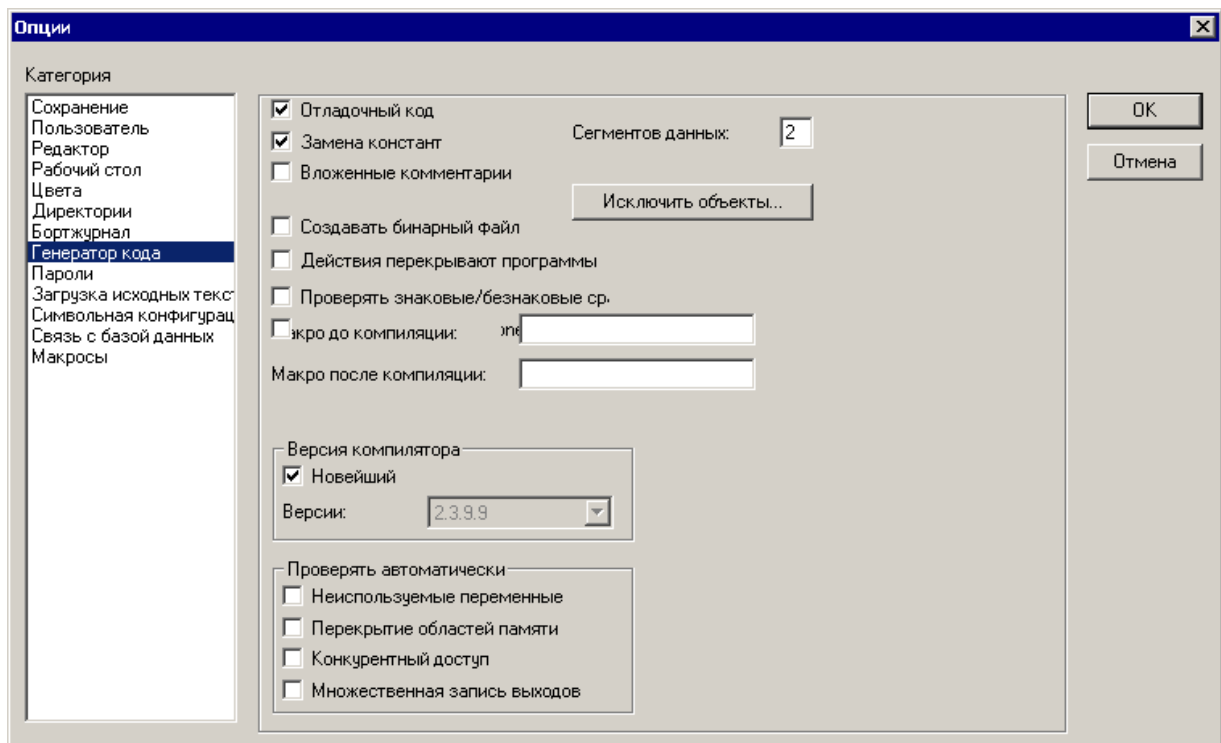 Опции
Категория
Сохранение
Пользователь
Редактор
Рабочий стол
Цвета
Директории
Бортжурнал
Генератор кода
Пароли
Загрузка исходных текст
Символьная конфигурац
Связь с базой данных
Макросы
Отладочный код
Замена констант
Вложенные комментарии
Сегментов данных: 2
Исключить объекты...
Создавать бинарный файл
Действия перекрывают программы
Проверять знаковые/безнаковые ср.
акро до компиляции:
Макро после компиляции:
Версия компилятора
Новейший
Версии: 2.3.9.9
Проверять автоматически
Неиспользуемые переменные
Перекрытие областей памяти
Конкурентный доступ
Множественная запись выходов
OK
Отмена